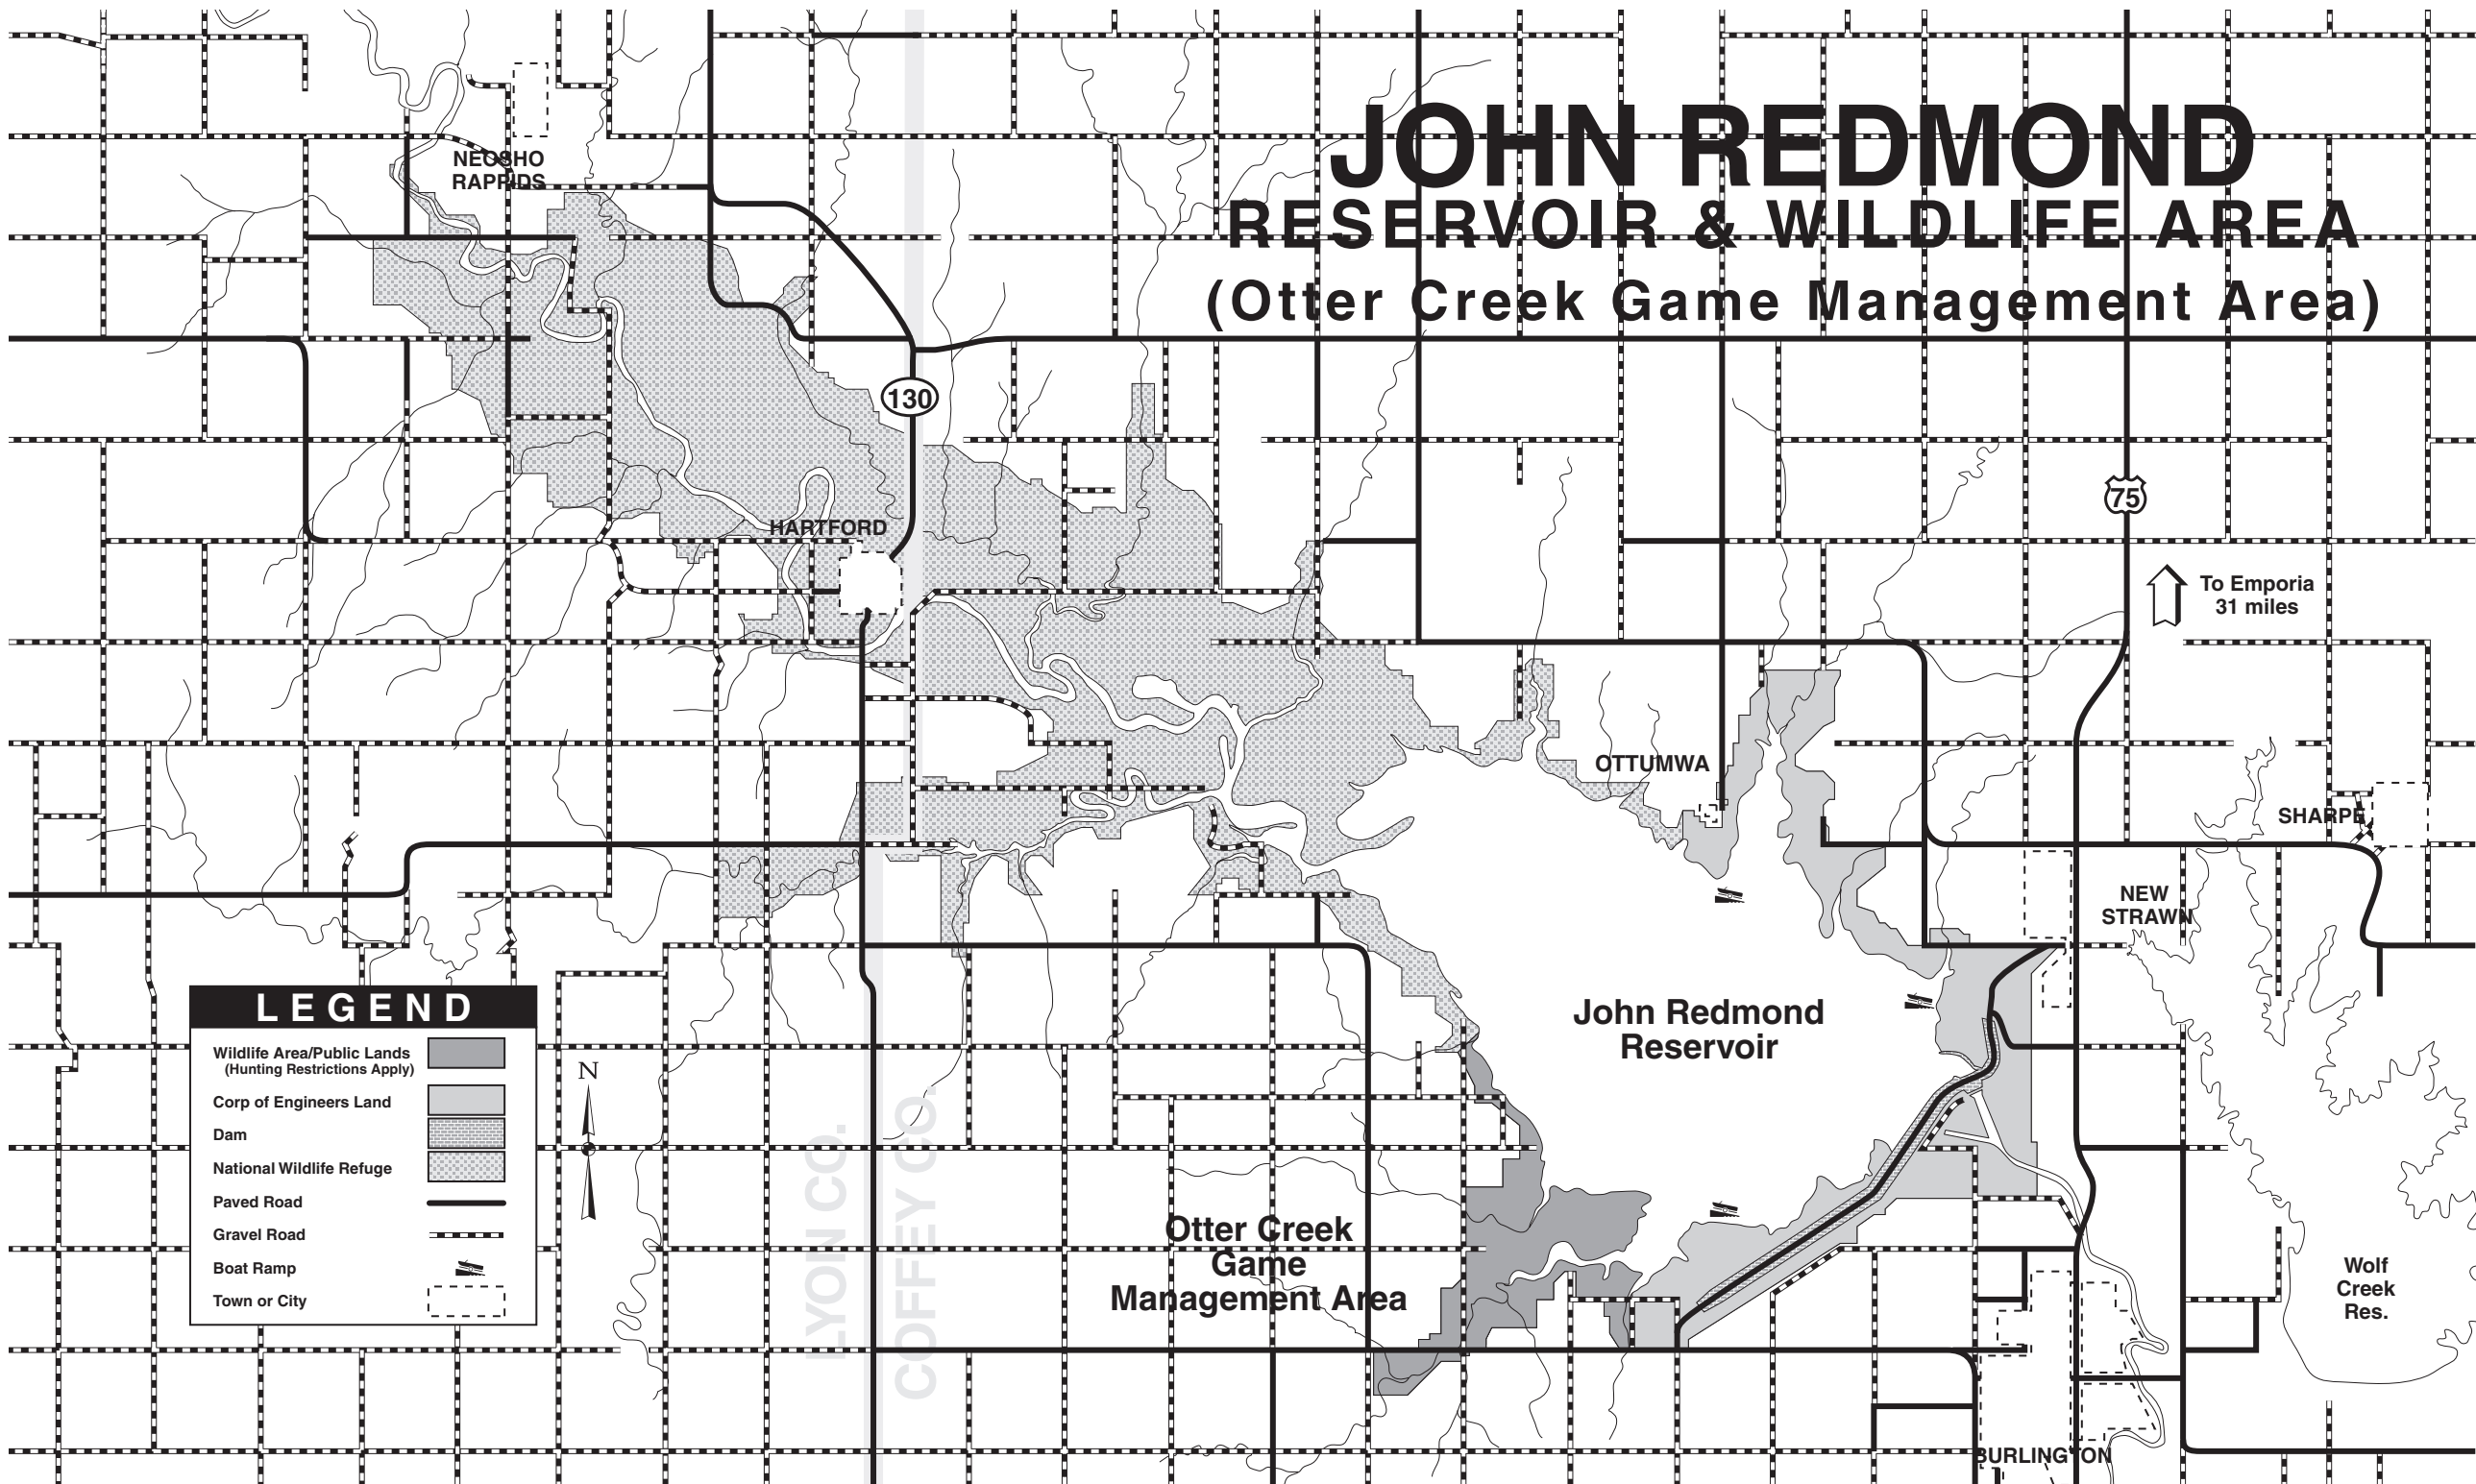 JOHN REDMOND
RESERVOIR & WILDLIFE AREA
(Otter Creek Game Management Area)
NEOSHO
RAPPIDS
130
HARTFORD
75
To Emporia
31 miles
OTTUMWA
SHARPE
NEW
STRAWN
John Redmond
Reservoir
LEGEND
Wildlife Area/Public Lands
(Hunting Restrictions Apply)
Corp of Engineers Land
Dam
National Wildlife Refuge
Paved Road
Gravel Road
Boat Ramp
Town or City
N
LYON CO.
COFFEY CO.
Otter Creek
Game
Management Area
Wolf
Creek
Res.
BURLINGTON